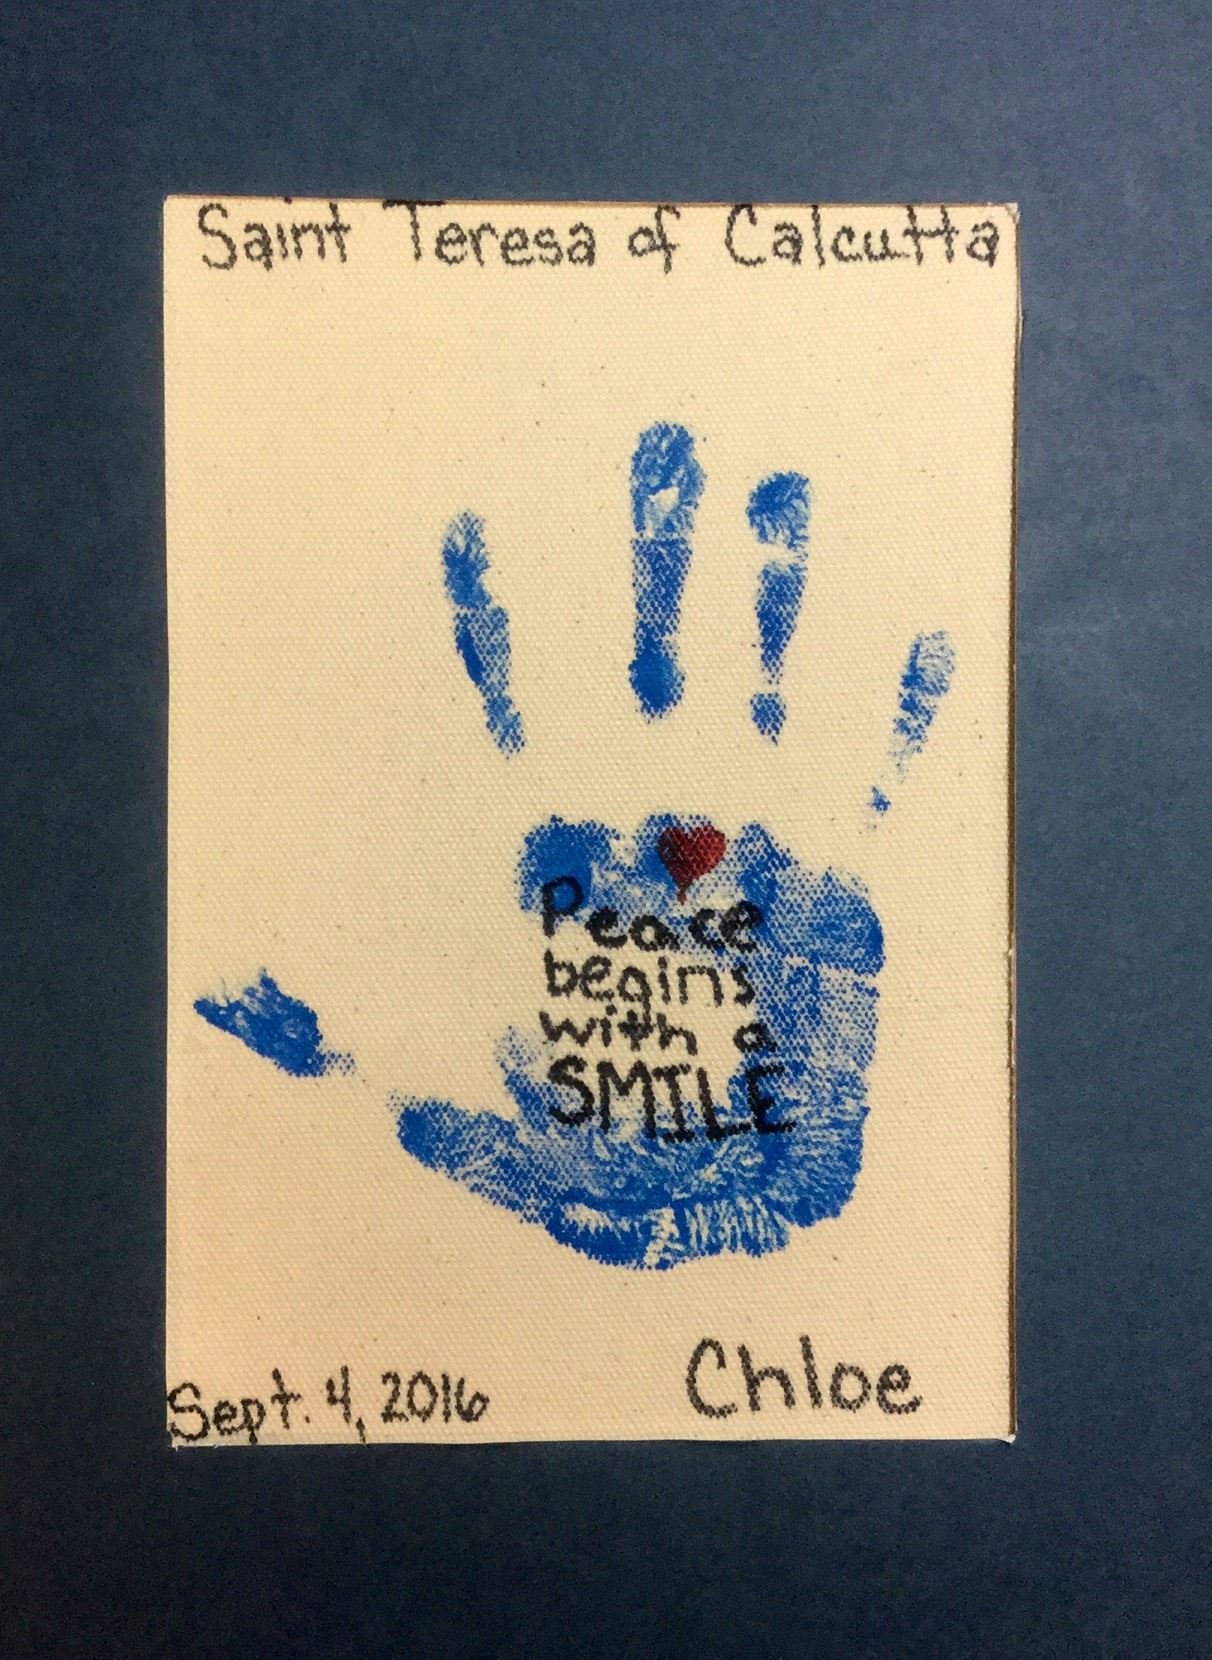 Saint Teresa of Calcutta
Peace
begins
with a
SMILE
Sept. 4, 2016
Chloe